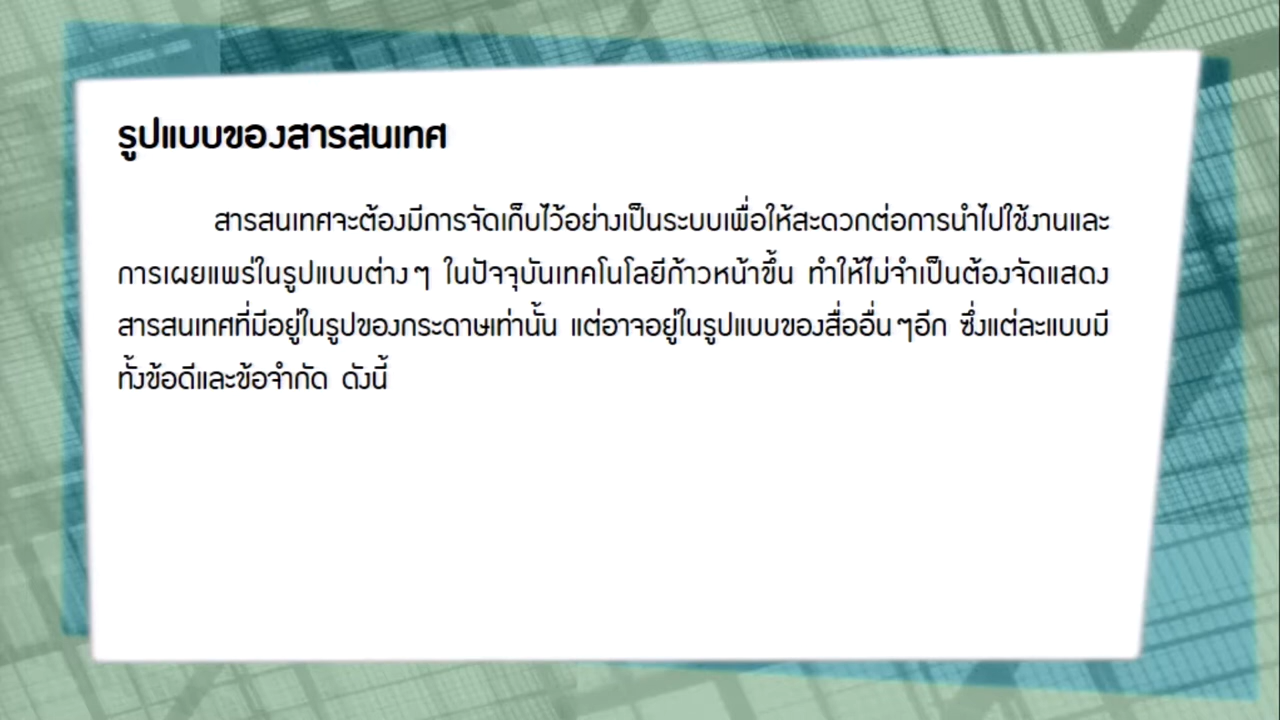 รูปแบบของสารสนเทศ
สารสนเทศจะต้องมีการจัดเก็บไว้อย่างเป็นระบบเพื่อให้สะดวกต่อการนำไปใช้งานและ
การเผยแพร่ในรูปแบบต่างๆ ในปัจจุบันเทคโนโลยีก้าวหน้าขึ้น ทำให้ไม่จำเป็นต้องจัดแสดง
สารสนเทศที่มีอยู่ในรูปของกระดาษเท่านั้น แต่อาจอยู่ในรูปแบบของสื่ออื่นๆอีก ซึ่งแต่ละแบบมี
ทั้งข้อดีและข้อจำกัด ดังนี้